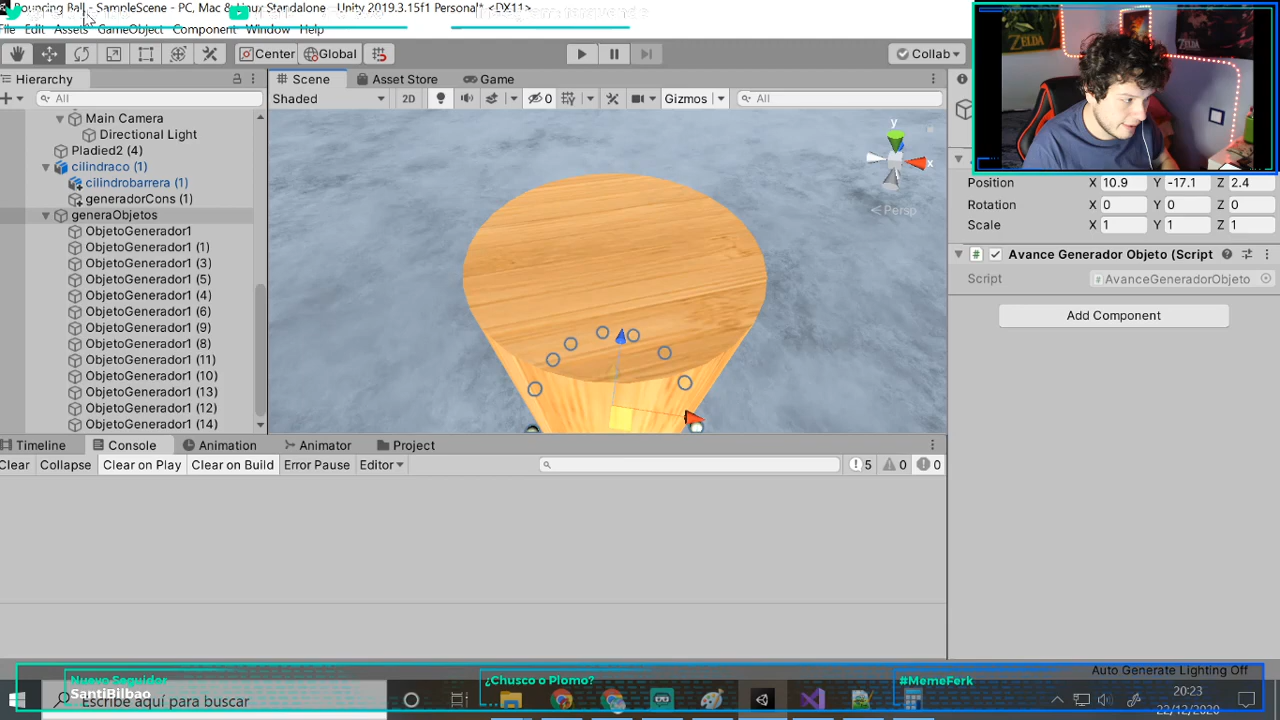 Bouncing Ball - SampleScene - PC, Mac & Linux Standalone - Unity 2019.3.15f1 Personal* <DX11>
File Edit Assets GameObject Component Window Help
Center Global Collab
Hierarchy Scene Asset Store Game
All Shaded 2D 0 Gizmos All
Main Camera
Directional Light
Pladied2 (4)
cilindraco (1)
cilindrobarrera (1)
generadorCons (1)
generaObjetos
ObjetoGenerador1
ObjetoGenerador1 (1)
ObjetoGenerador1 (3)
ObjetoGenerador1 (5)
ObjetoGenerador1 (4)
ObjetoGenerador1 (6)
ObjetoGenerador1 (9)
ObjetoGenerador1 (8)
ObjetoGenerador1 (11)
ObjetoGenerador1 (10)
ObjetoGenerador1 (13)
ObjetoGenerador1 (12)
ObjetoGenerador1 (14)
y
x
Persp
ZELDA
ZELDA
Position X 10.9 Y -17.1 Z 2.4
Rotation X 0 Y 0 Z 0
Scale X 1 Y 1 Z 1
Avance Generador Objeto (Script
Script AvanceGeneradorObjeto
Add Component
Timeline Console Animation Animator Project
Clear Collapse Clear on Play Clear on Build Error Pause Editor 5 0 0
Auto Generate Lighting Off
Nuevo Seguidor
SantiBilbao
¿Chusco o Plomo?
#MemeFerk
Escribe aquí para buscar
20:23
22/12/2020